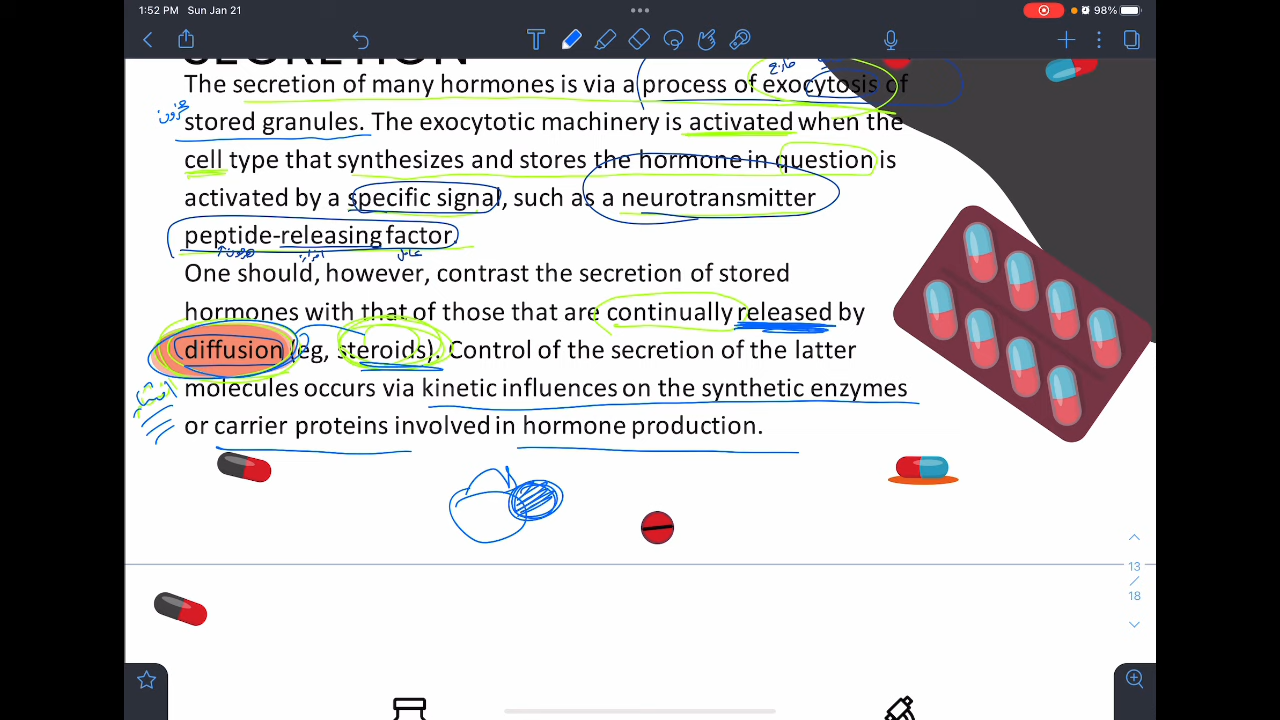 1:52 PM Sun Jan 21
98%
SECRETION
The secretion of many hormones is via a process of exocytosis of
خارج
مخزون
stored granules. The exocytotic machinery is activated when the
cell type that synthesizes and stores the hormone in question is
activated by a specific signal, such as a neurotransmitter
peptide-releasing factor.
عامل
One should, however, contrast the secretion of stored
hormones with that of those that are continually released by
diffusion (eg, steroids). Control of the secretion of the latter
molecules occurs via kinetic influences on the synthetic enzymes
or carrier proteins involved in hormone production.
13
/
18